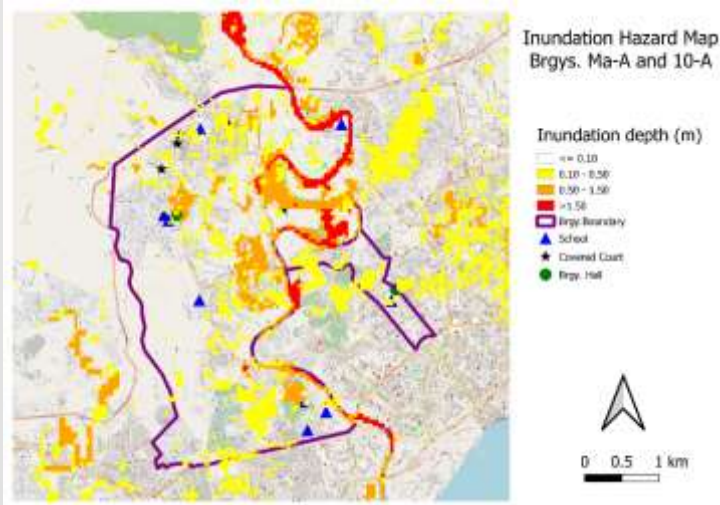 Inundation Hazard Map
Brgys. Ma-A and 10-A
Inundation depth (m)
<= 0.10
0.10 - 0.50
0.50 - 1.50
>1.50
Brgy.Boundary
School
Covered Court
Brgy. Hall
0 0.5 1 km